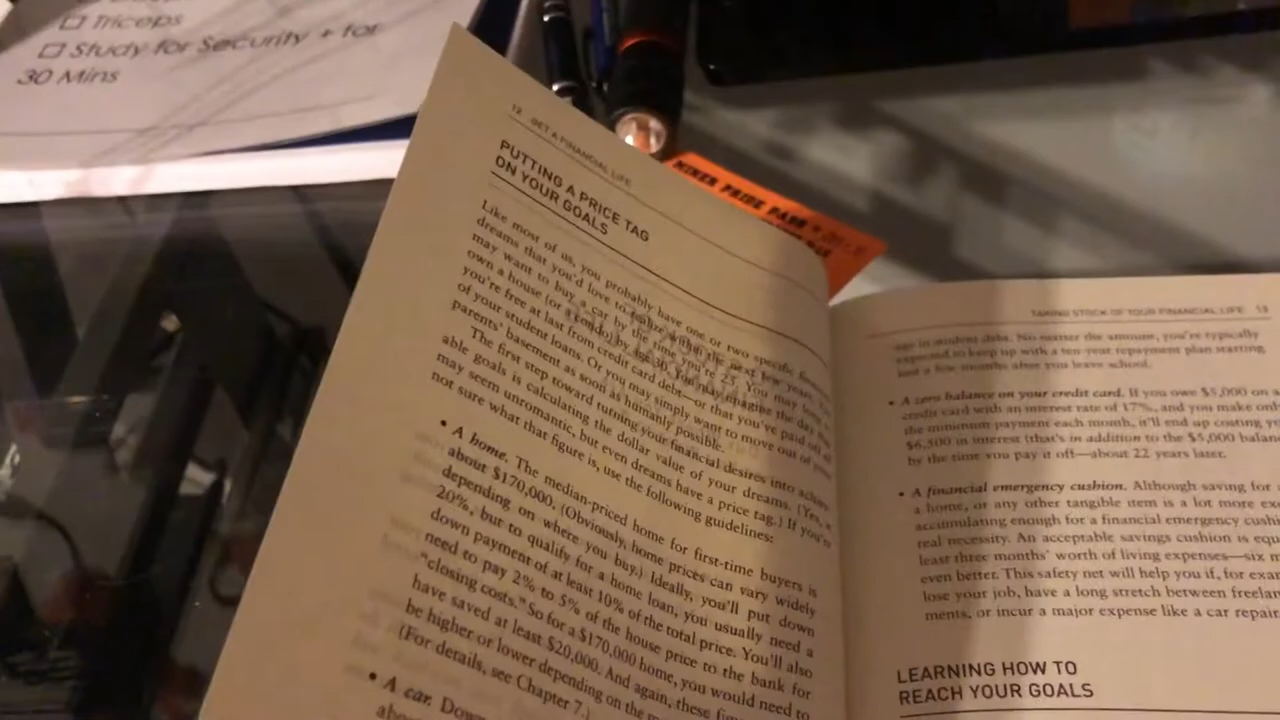 Triceps
Study for Security + for
30 Mins
12 GET A FINANCIAL LIFE
PUTTING A PRICE TAG
ON YOUR GOALS
Like most of us, you probably have one or two specific
dreams that you'd love to realize within the next few years. You
may want to buy a car by the time you're 25. You may long to
own a house (or a condo) by age 30. You may imagine the day that
you're free at last from credit card debt—or that you've paid off all
of your student loans. Or you may simply want to move out of your
parents' basement as soon as humanly possible.
The first step toward turning your financial desires into achiev-
able goals is calculating the dollar value of your dreams. (Yes, it
may seem unromantic, but even dreams have a price tag.) If you're
not sure what that figure is, use the following guidelines:
• A home. The median-priced home for first-time buyers is
about $170,000. (Obviously, home prices can vary widely
depending on where you buy.) Ideally, you'll put down
20%, but to qualify for a home loan, you usually need a
down payment of at least 10% of the total price. You'll also
need to pay 2% to 5% of the house price to the bank for
"closing costs." So for a $170,000 home, you would need to
have saved at least $20,000. And again, these
be higher or lower depending on the
(For details, see Chapter 7.)
• A car. Down
MINER PRIDE PASS
TAKING STOCK OF YOUR FINANCIAL LIFE 13
age in student debt. No matter the amount, you're typically
expected to keep up with a ten-year repayment plan starting
just a few months after you leave school.
• A zero balance on your credit card. If you owe $5,000 on a
credit card with an interest rate of 17%, and you make only
the minimum payment each month, it'll end up costing
$6,500 in interest (that's in addition to the $5,000
by the time you pay it off—about 22 years later.
• A financial emergency cushion. Although saving for
a home, or any other tangible item is a lot more
accumulating enough for a financial emergency
real necessity. An acceptable savings cushion is
least three months' worth of living expenses—six
even better. This safety net will help you if, for
lose your job, have a long stretch between
ments, or incur a major expense like a car
LEARNING HOW TO
REACH YOUR GOALS